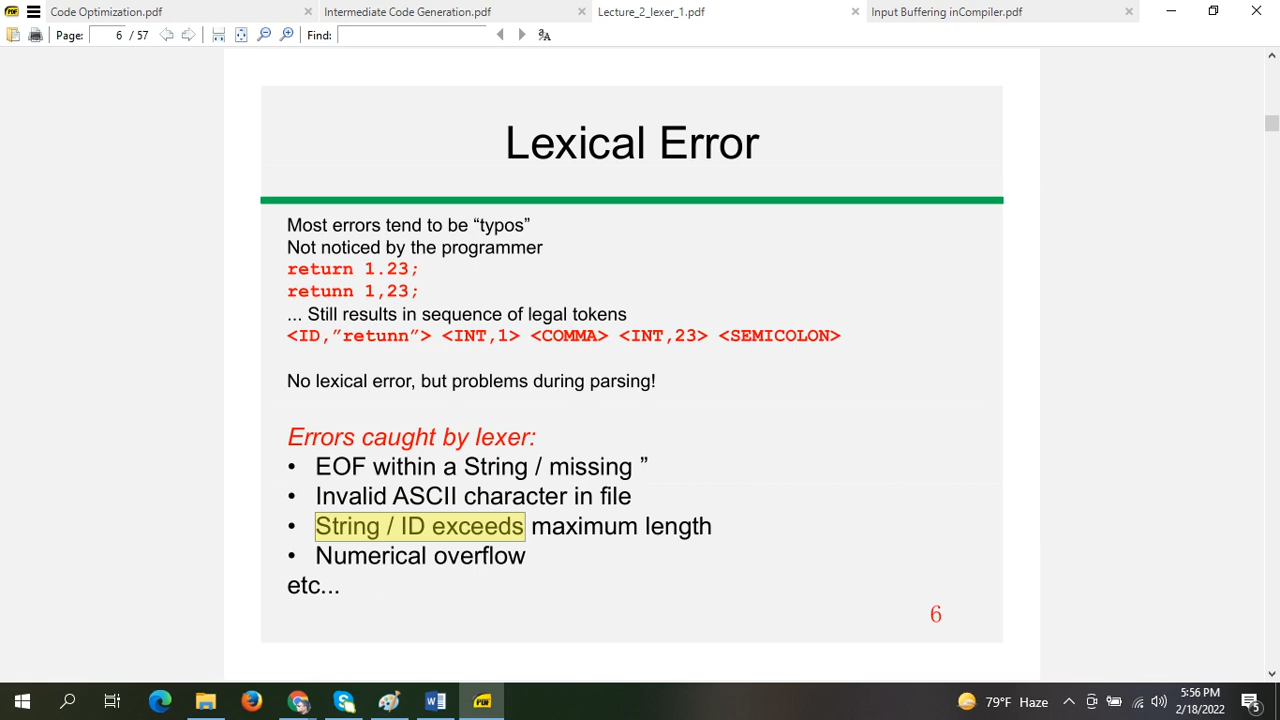 Code Optimization.pdf
Intermediate Code Generation.pdf
Lecture_2_lexer_1.pdf
Input Buffering inCompiler.pdf
Page: 6 / 57 Find:
Lexical Error
Most errors tend to be “typos”
Not noticed by the programmer
return 1.23;
retunn 1,23;
... Still results in sequence of legal tokens
<ID,”retunn”> <INT,1> <COMMA> <INT,23> <SEMICOLON>
No lexical error, but problems during parsing!
Errors caught by lexer:
• EOF within a String / missing ”
• Invalid ASCII character in file
• String / ID exceeds maximum length
• Numerical overflow
etc...
6
79°F Haze
5:56 PM
2/18/2022
5